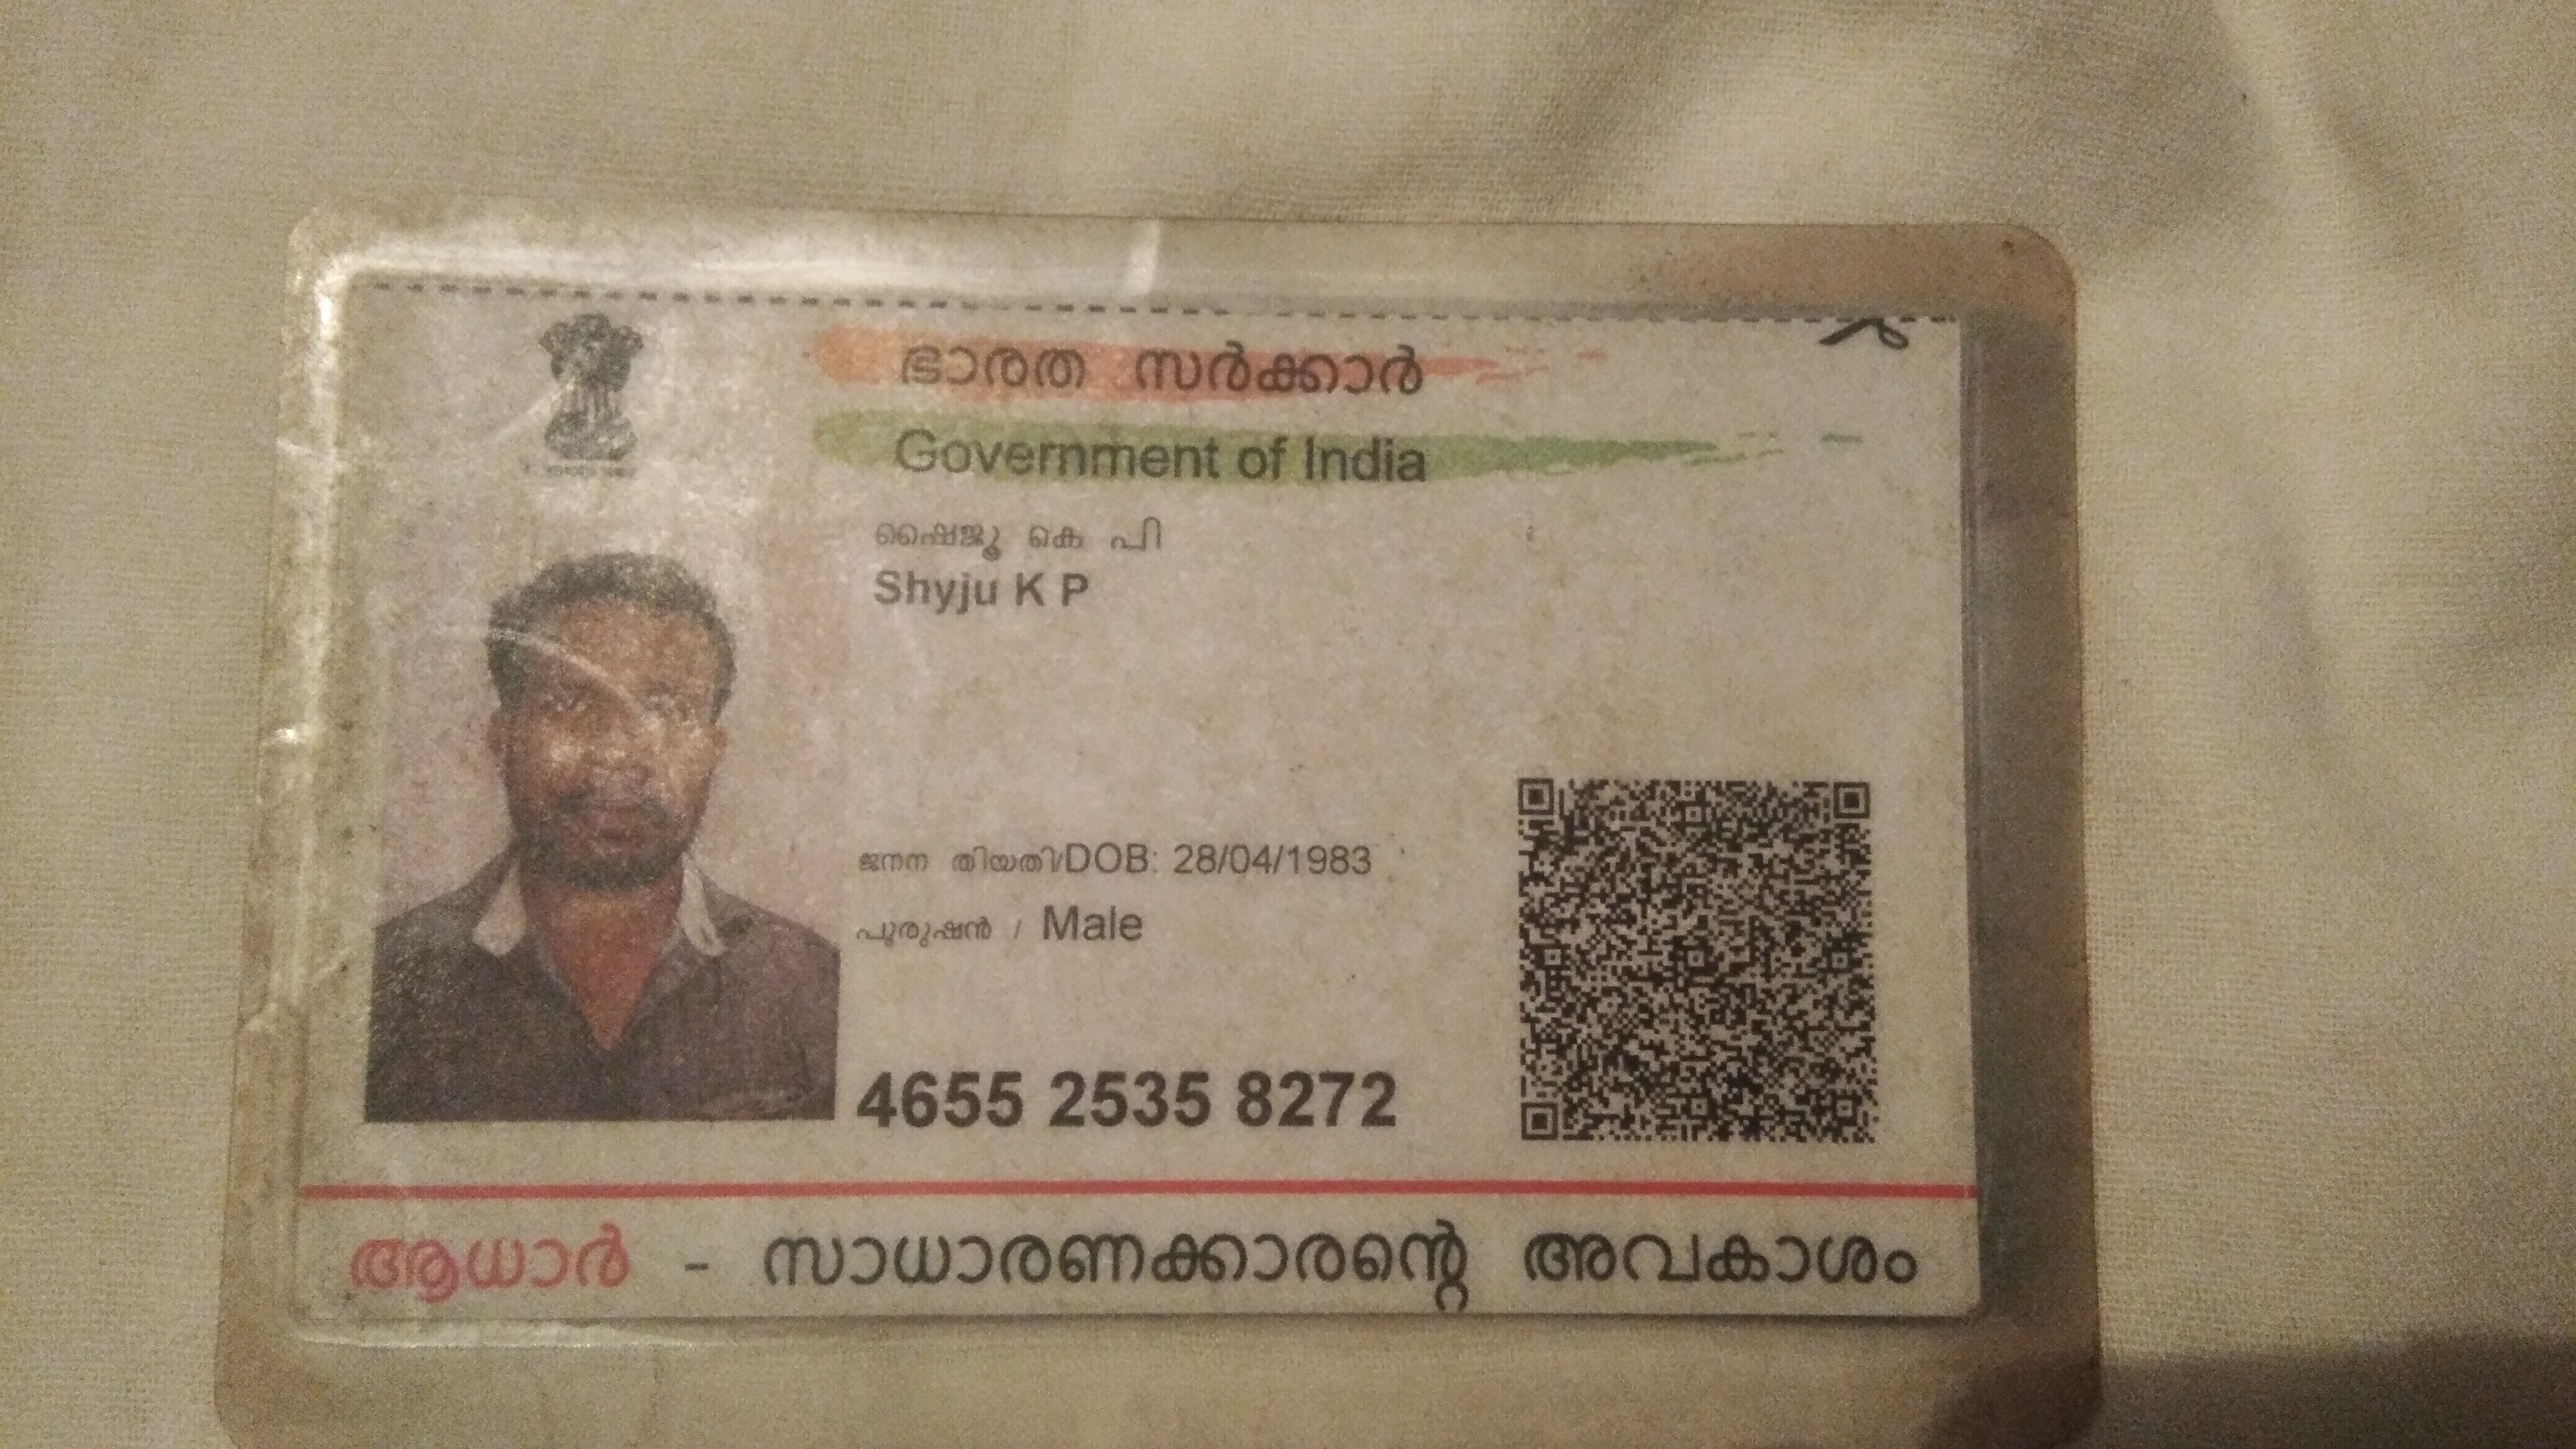 ഭാരത സർക്കാർ
Government of India
ഷൈജൂ കെ പി
Shyju K P
ജനന തിയതി/DOB: 28/04/1983
പുരുഷൻ / Male
4655 2535 8272
ആധാർ - സാധാരണക്കാരന്റെ അവകാശം